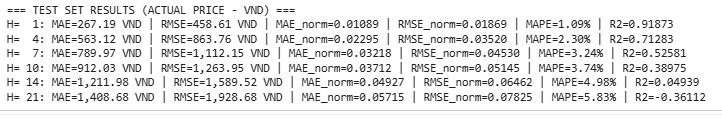 === TEST SET RESULTS (ACTUAL PRICE - VND) ===
H=  1: MAE=267.19 VND | RMSE=458.61 VND | MAE_norm=0.01089 | RMSE_norm=0.01869 | MAPE=1.09% | R2=0.91873
H=  4: MAE=563.12 VND | RMSE=863.76 VND | MAE_norm=0.02295 | RMSE_norm=0.03520 | MAPE=2.30% | R2=0.71283
H=  7: MAE=789.97 VND | RMSE=1,112.15 VND | MAE_norm=0.03218 | RMSE_norm=0.04530 | MAPE=3.24% | R2=0.52581
H= 10: MAE=912.03 VND | RMSE=1,263.95 VND | MAE_norm=0.03712 | RMSE_norm=0.05145 | MAPE=3.74% | R2=0.38975
H= 14: MAE=1,211.98 VND | RMSE=1,589.52 VND | MAE_norm=0.04927 | RMSE_norm=0.06462 | MAPE=4.98% | R2=0.04939
H= 21: MAE=1,408.68 VND | RMSE=1,928.68 VND | MAE_norm=0.05715 | RMSE_norm=0.07825 | MAPE=5.83% | R2=-0.36112